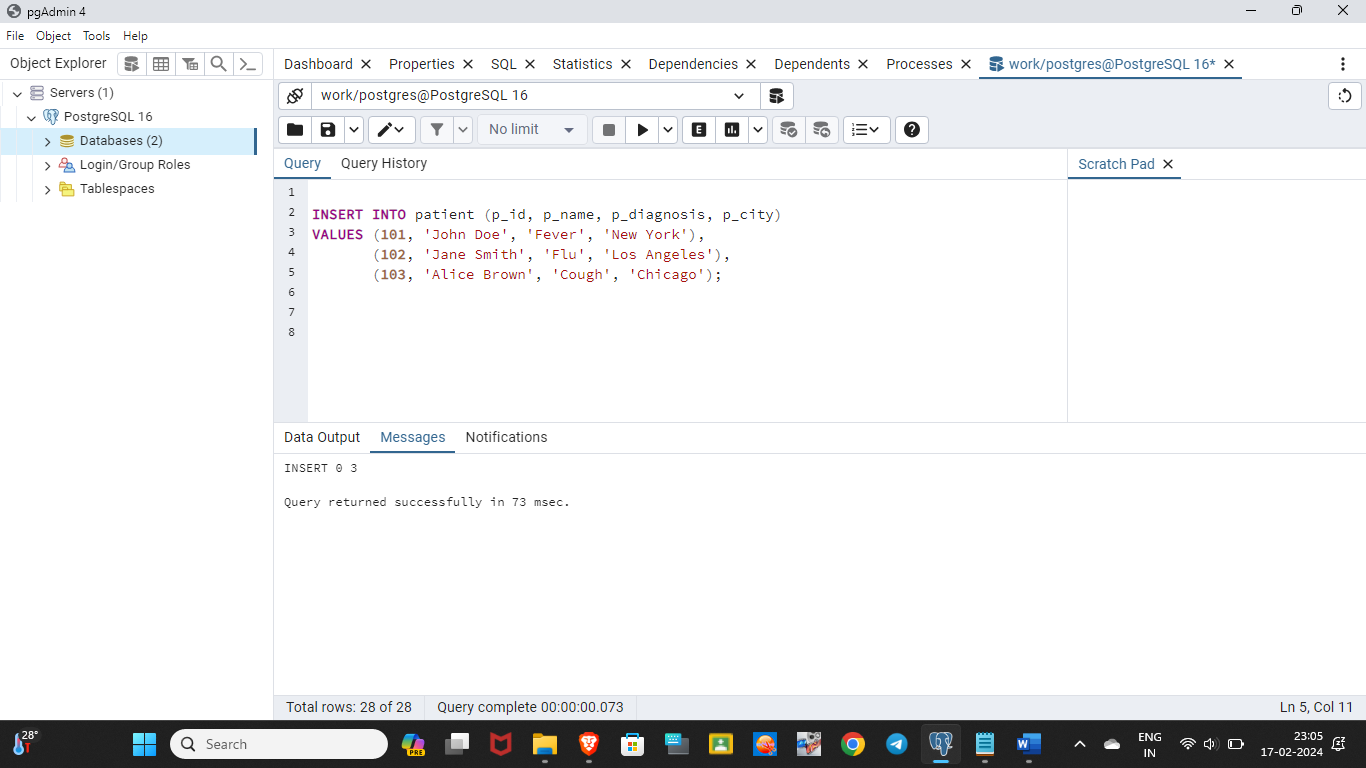 pgAdmin 4
File Object Tools Help
Object Explorer
Servers (1)
PostgreSQL 16
Databases (2)
Login/Group Roles
Tablespaces
Dashboard Properties SQL Statistics Dependencies Dependents Processes work/postgres@PostgreSQL 16*
work/postgres@PostgreSQL 16
No limit
E
Query Query History
Scratch Pad
1
2 INSERT INTO patient (p_id, p_name, p_diagnosis, p_city)
3 VALUES (101, 'John Doe', 'Fever', 'New York'),
4 (102, 'Jane Smith', 'Flu', 'Los Angeles'),
5 (103, 'Alice Brown', 'Cough', 'Chicago');
6
7
8
Data Output Messages Notifications
INSERT 0 3
Query returned successfully in 73 msec.
Total rows: 28 of 28 Query complete 00:00:00.073 Ln 5, Col 11
28°
Search
PRE
ENG
IN
23:05
17-02-2024